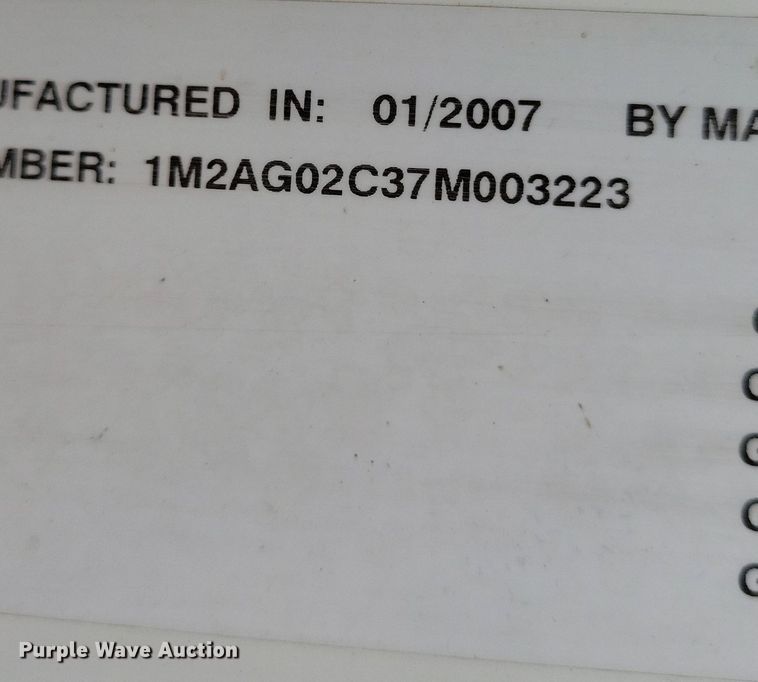 UFACTURED IN: 01/2007 BY MA
MBER: 1M2AG02C37M003223
C
G
C
G
Purple Wave Auction